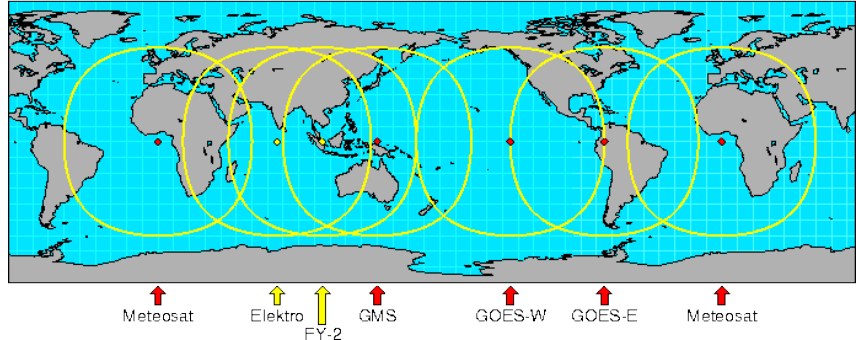 Meteosat
Elektro
FY-2
GMS
GOES-W
GOES-E
Meteosat